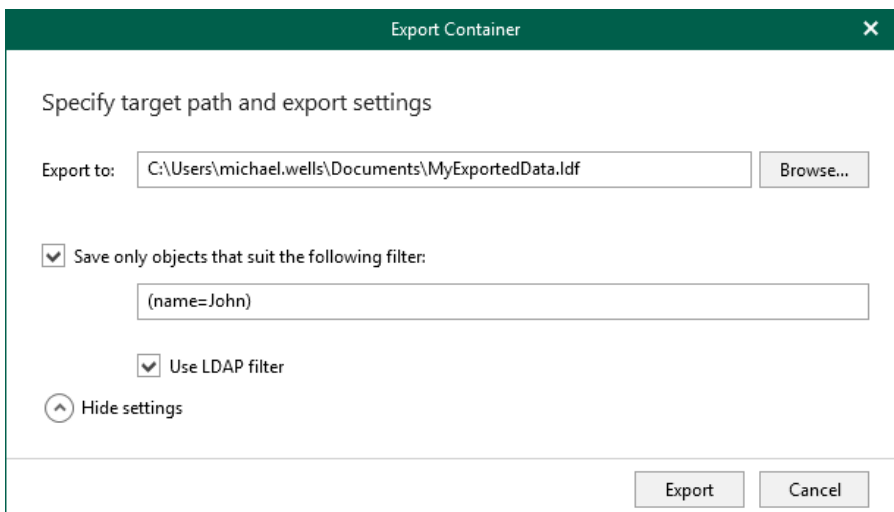 Export Container
Specify target path and export settings
Export to: C:\Users\michael.wells\Documents\MyExportedData.ldf Browse...
Save only objects that suit the following filter:
(name=John)
Use LDAP filter
Hide settings
Export Cancel